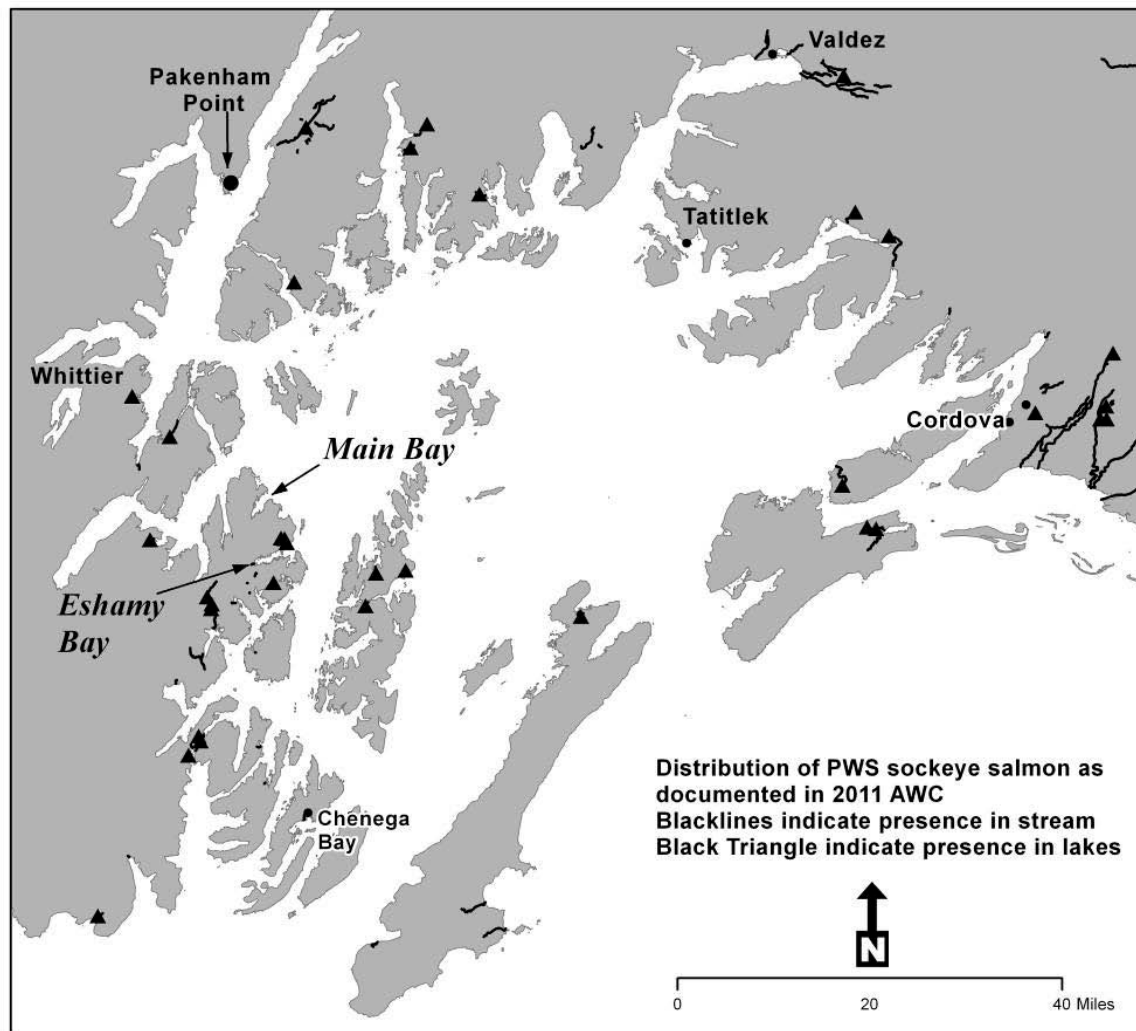 Valdez
Pakenham
Point
Tatitlek
Whittier
Cordova
Main Bay
Eshamy
Bay
Chenega
Bay
Distribution of PWS sockeye salmon as
documented in 2011 AWC
Blacklines indicate presence in stream
Black Triangle indicate presence in lakes
N
0 20 40 Miles